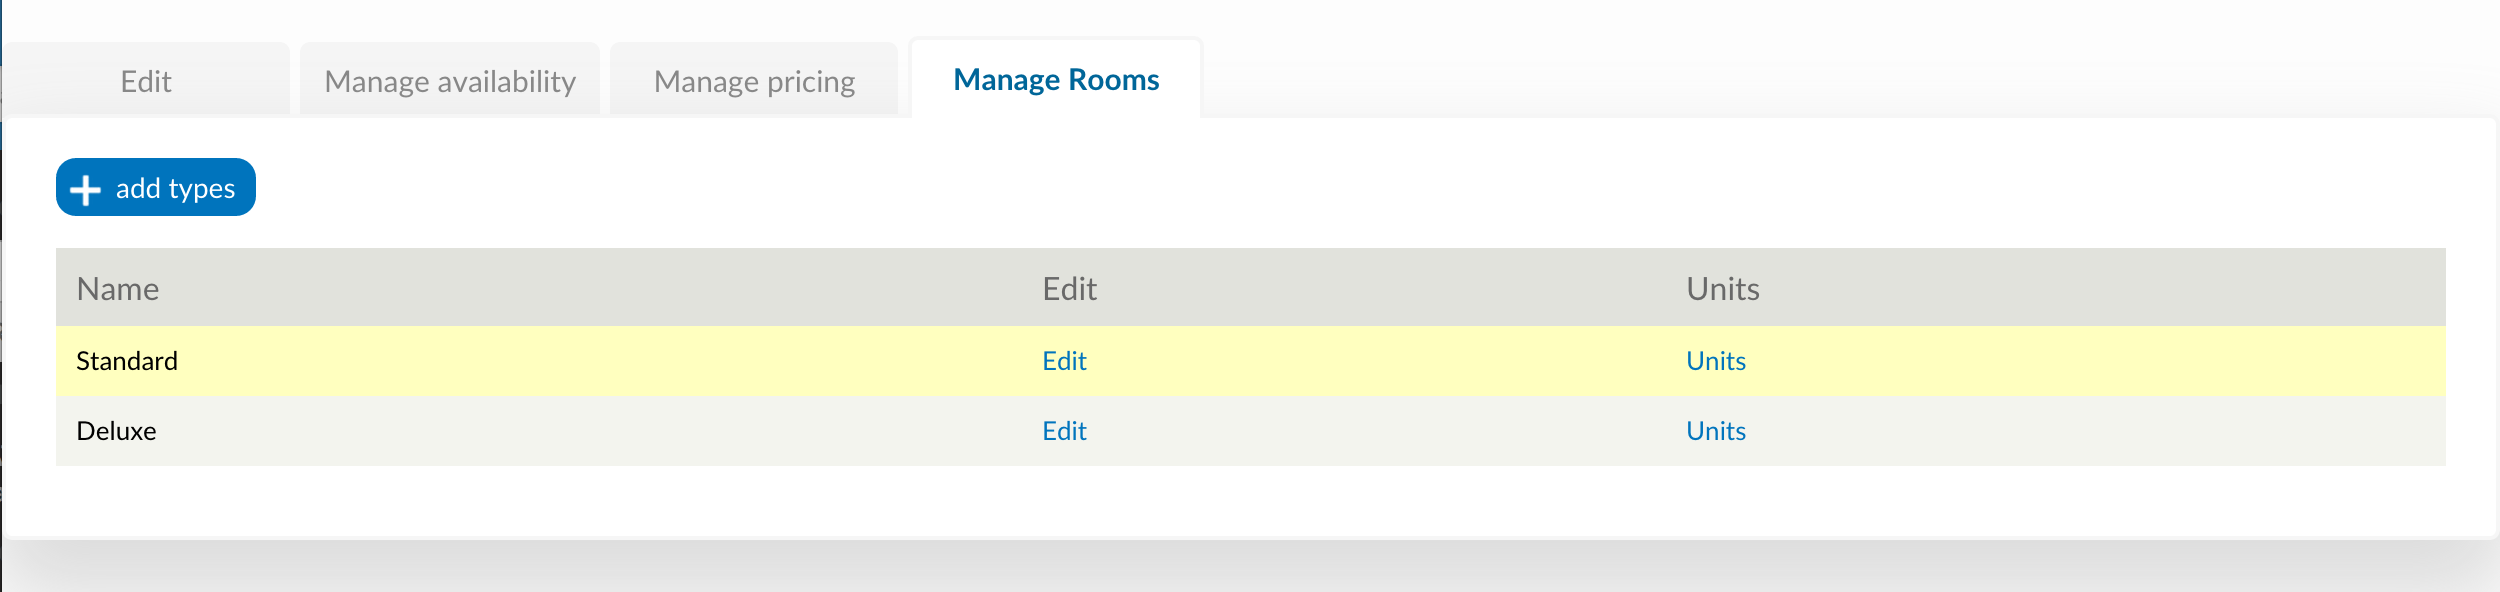 Edit Manage availability Manage pricing Manage Rooms
add types
Name Edit Units
Standard Edit Units
Deluxe Edit Units